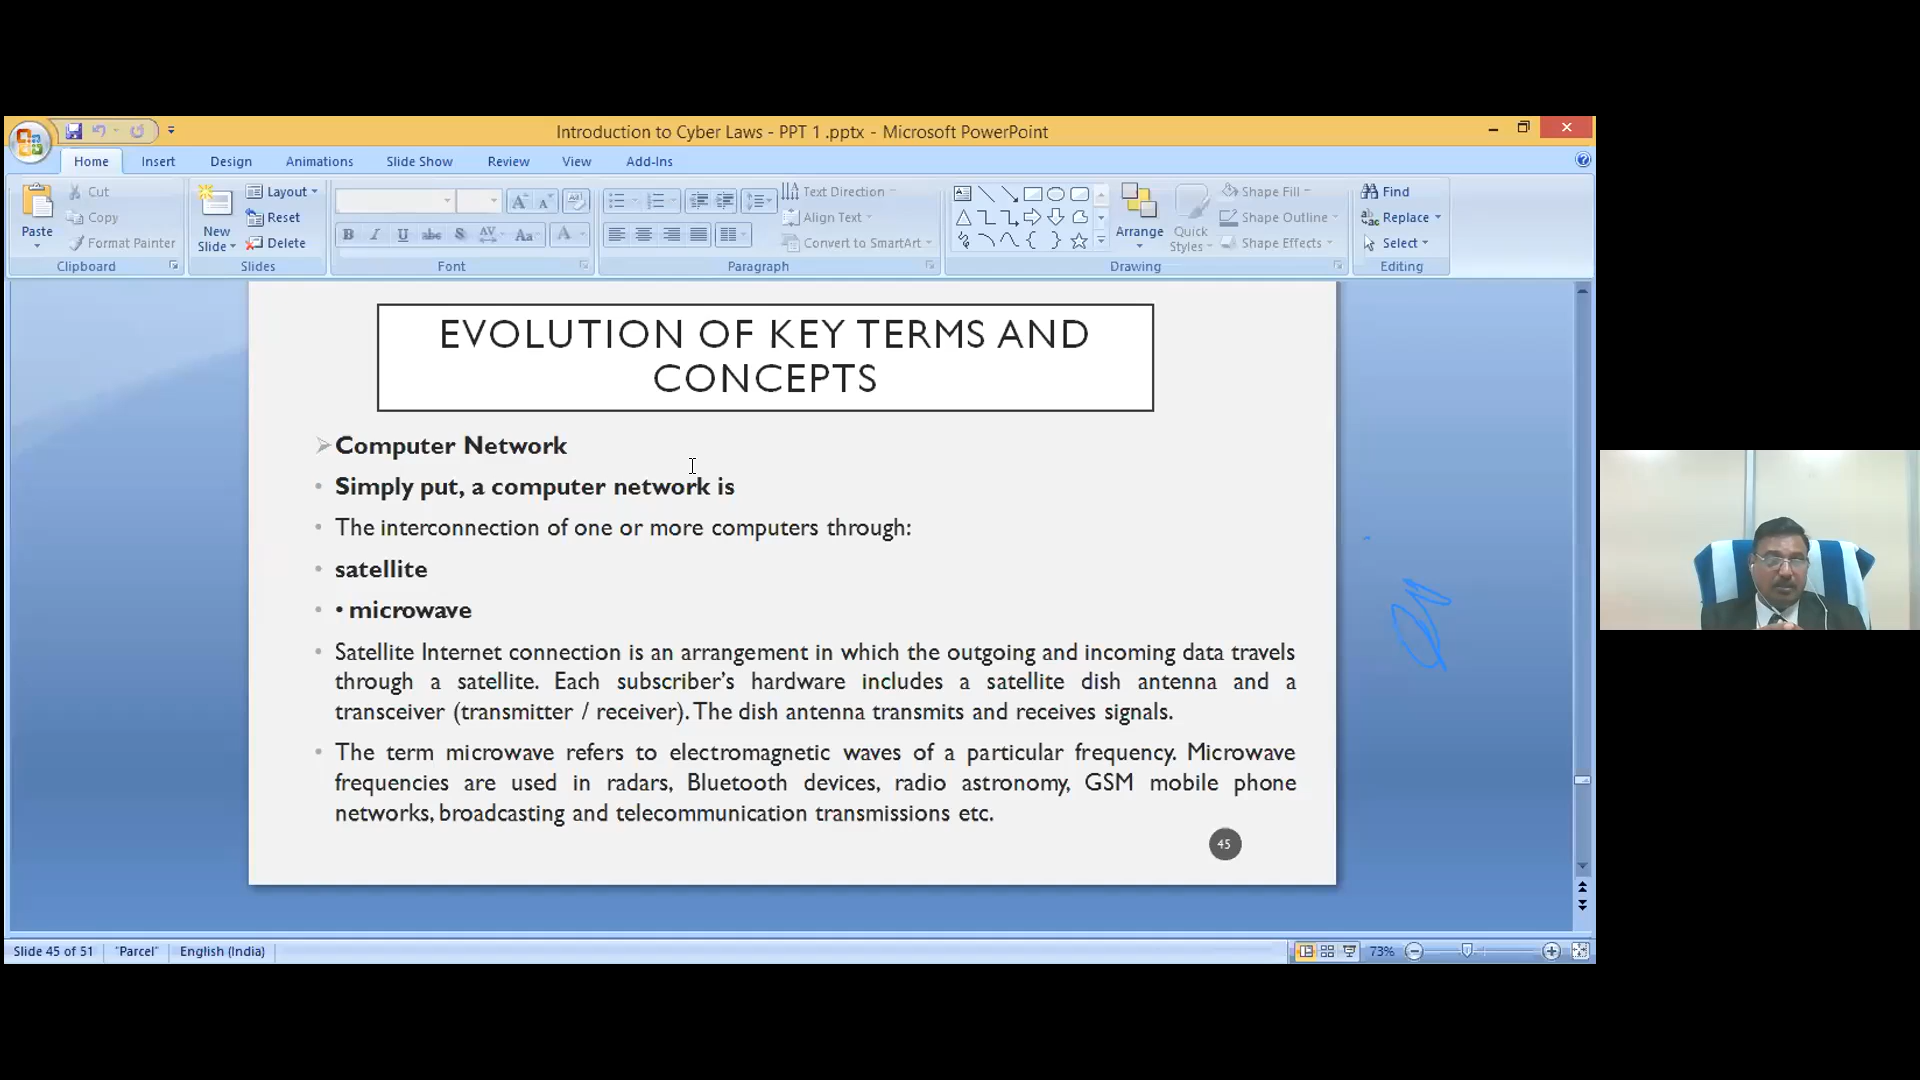 Introduction to Cyber Laws - PPT 1 .pptx - Microsoft PowerPoint
Home Insert Design Animations Slide Show Review View Add-Ins
Paste
Cut
Copy
Format Painter
Clipboard
New Slide
Layout
Reset
Delete
Slides
Font
Text Direction
Align Text
Convert to SmartArt
Paragraph
Arrange
Quick Styles
Shape Fill
Shape Outline
Shape Effects
Drawing
Find
Replace
Select
Editing
EVOLUTION OF KEY TERMS AND
CONCEPTS
Computer Network
• Simply put, a computer network is
• The interconnection of one or more computers through:
• satellite
• • microwave
• Satellite Internet connection is an arrangement in which the outgoing and incoming data travels
through a satellite. Each subscriber's hardware includes a satellite dish antenna and a
transceiver (transmitter / receiver). The dish antenna transmits and receives signals.
• The term microwave refers to electromagnetic waves of a particular frequency. Microwave
frequencies are used in radars, Bluetooth devices, radio astronomy, GSM mobile phone
networks, broadcasting and telecommunication transmissions etc.
45
Slide 45 of 51 "Parcel" English (India) 73%